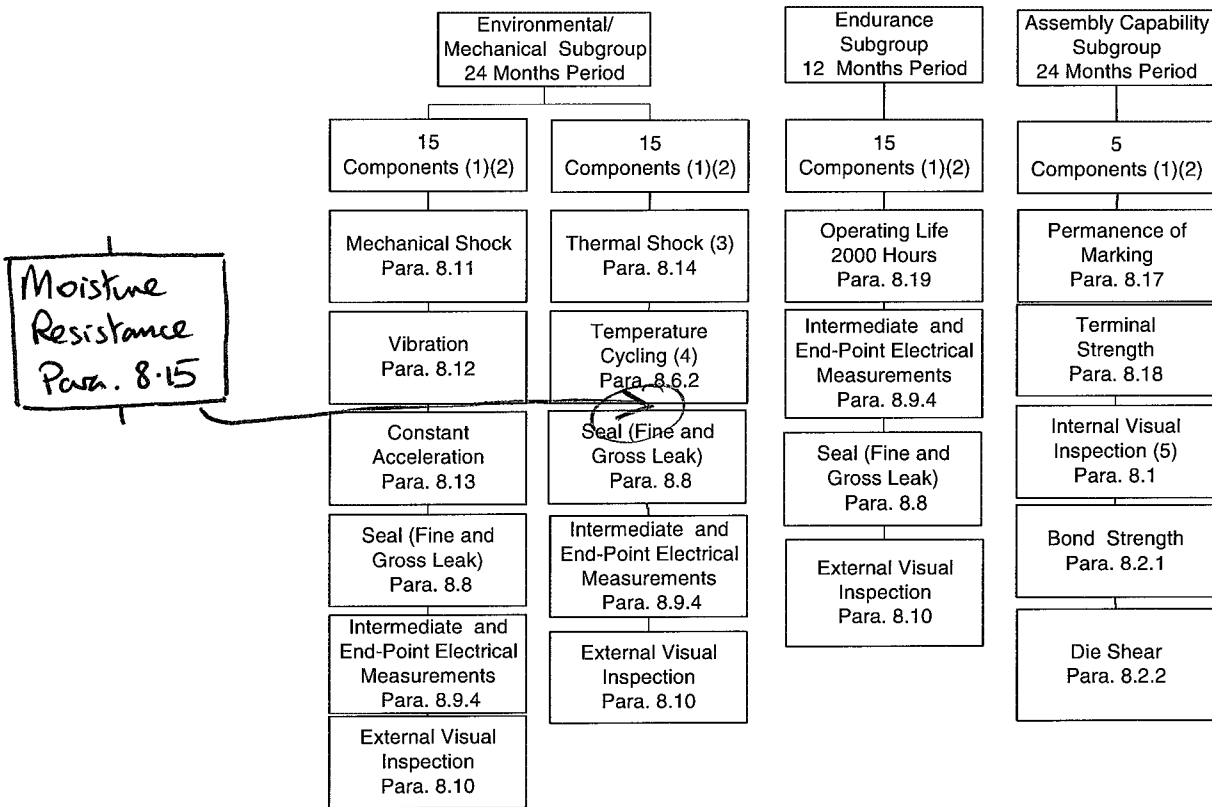 Environmental/
Mechanical Subgroup
24 Months Period
Endurance
Subgroup
12 Months Period
Assembly Capability
Subgroup
24 Months Period
15
Components (1)(2)
15
Components (1)(2)
15
Components (1)(2)
5
Components (1)(2)
Moisture
Resistance
Para. 8.15
Mechanical Shock
Para. 8.11
Vibration
Para. 8.12
Constant
Acceleration
Para. 8.13
Seal (Fine and
Gross Leak)
Para. 8.8
Intermediate and
End-Point Electrical
Measurements
Para. 8.9.4
External Visual
Inspection
Para. 8.10
Thermal Shock (3)
Para. 8.14
Temperature
Cycling (4)
Para. 8.6.2
Seal (Fine and
Gross Leak)
Para. 8.8
Intermediate and
End-Point Electrical
Measurements
Para. 8.9.4
External Visual
Inspection
Para. 8.10
Operating Life
2000 Hours
Para. 8.19
Intermediate and
End-Point Electrical
Measurements
Para. 8.9.4
Seal (Fine and
Gross Leak)
Para. 8.8
External Visual
Inspection
Para. 8.10
Permanence of
Marking
Para. 8.17
Terminal
Strength
Para. 8.18
Internal Visual
Inspection (5)
Para. 8.1
Bond Strength
Para. 8.2.1
Die Shear
Para. 8.2.2